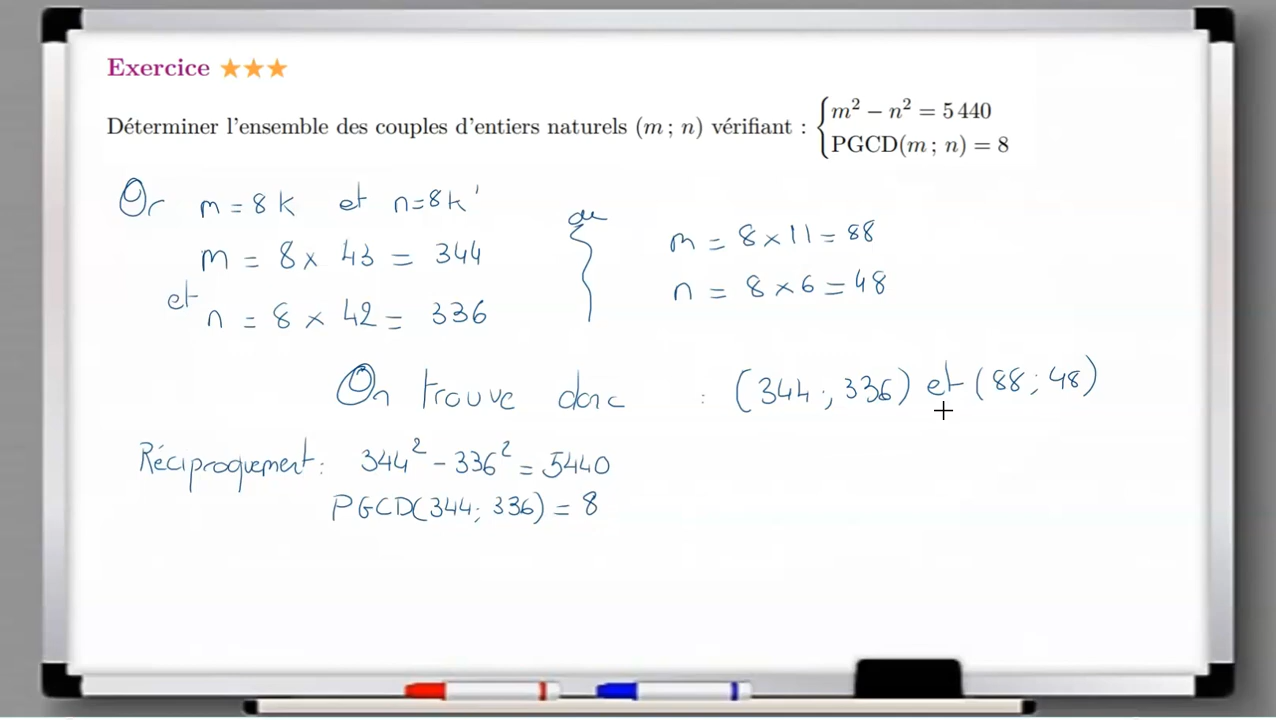 Exercice ★★★
Déterminer l'ensemble des couples d'entiers naturels (m ; n) vérifiant : { m² − n² = 5 440
PGCD(m ; n) = 8
Or m = 8k et n = 8k'
m = 8 × 43 = 344
et n = 8 × 42 = 336
ou
m = 8 × 11 = 88
n = 8 × 6 = 48
On trouve donc : (344 ; 336) et (88 ; 48)
Réciproquement : 344² − 336² = 5440
PGCD(344 ; 336) = 8